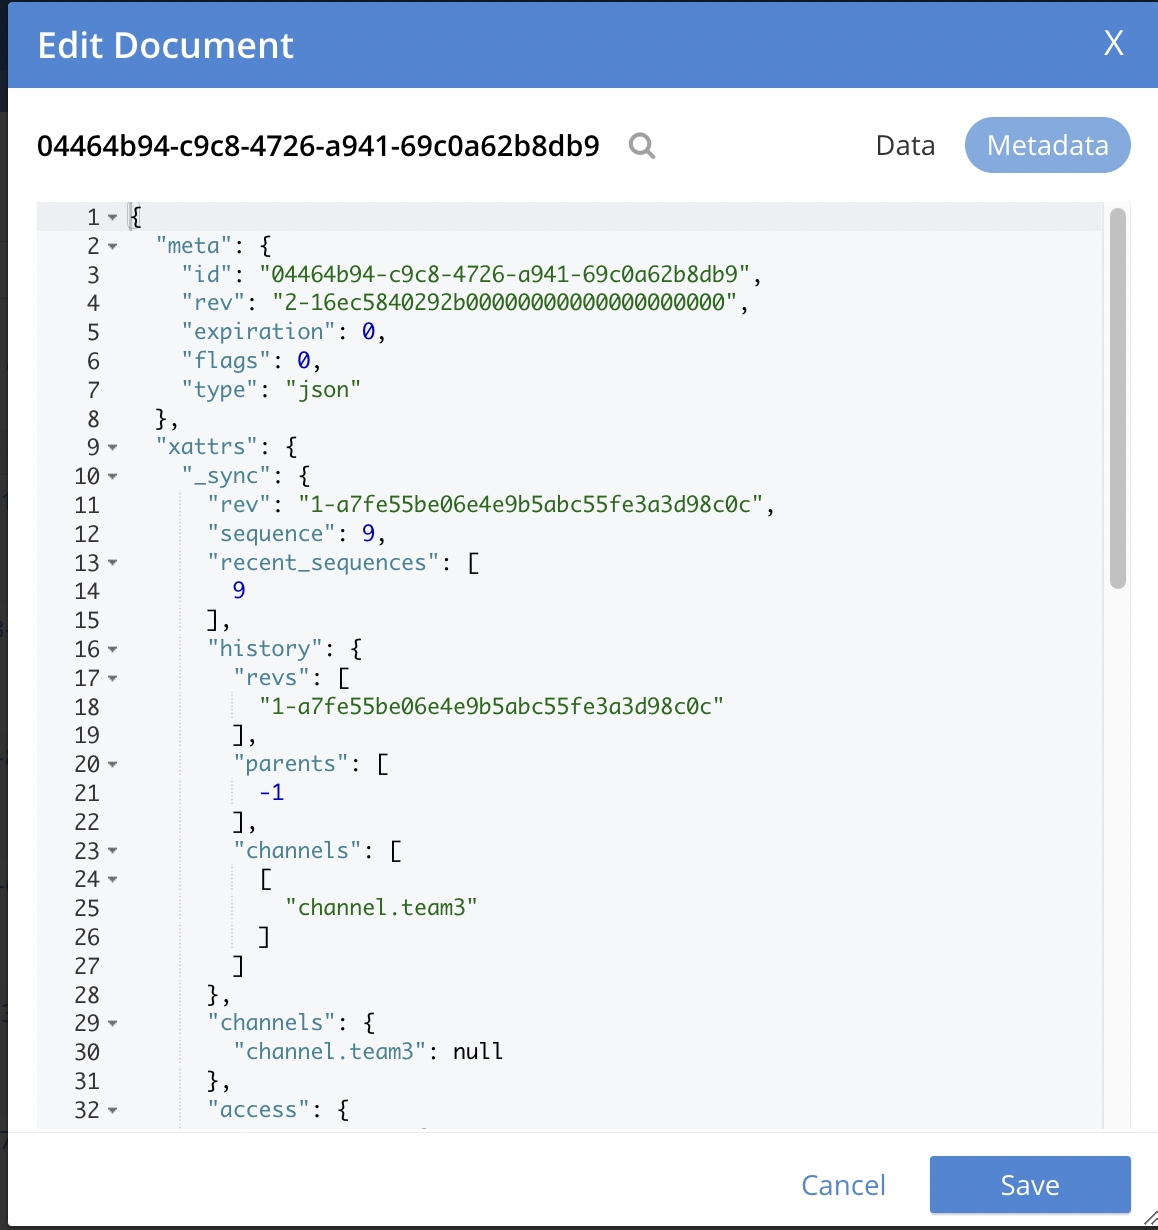 Edit Document X
04464b94-c9c8-4726-a941-69c0a62b8db9 Data Metadata
1 {
2 "meta": {
3 "id": "04464b94-c9c8-4726-a941-69c0a62b8db9",
4 "rev": "2-16ec5840292b00000000000000000000",
5 "expiration": 0,
6 "flags": 0,
7 "type": "json"
8 },
9 "xattrs": {
10 "_sync": {
11 "rev": "1-a7fe55be06e4e9b5abc55fe3a3d98c0c",
12 "sequence": 9,
13 "recent_sequences": [
14 9
15 ],
16 "history": {
17 "revs": [
18 "1-a7fe55be06e4e9b5abc55fe3a3d98c0c"
19 ],
20 "parents": [
21 -1
22 ],
23 "channels": [
24 [
25 "channel.team3"
26 ]
27 ]
28 },
29 "channels": {
30 "channel.team3": null
31 },
32 "access": {
Cancel Save